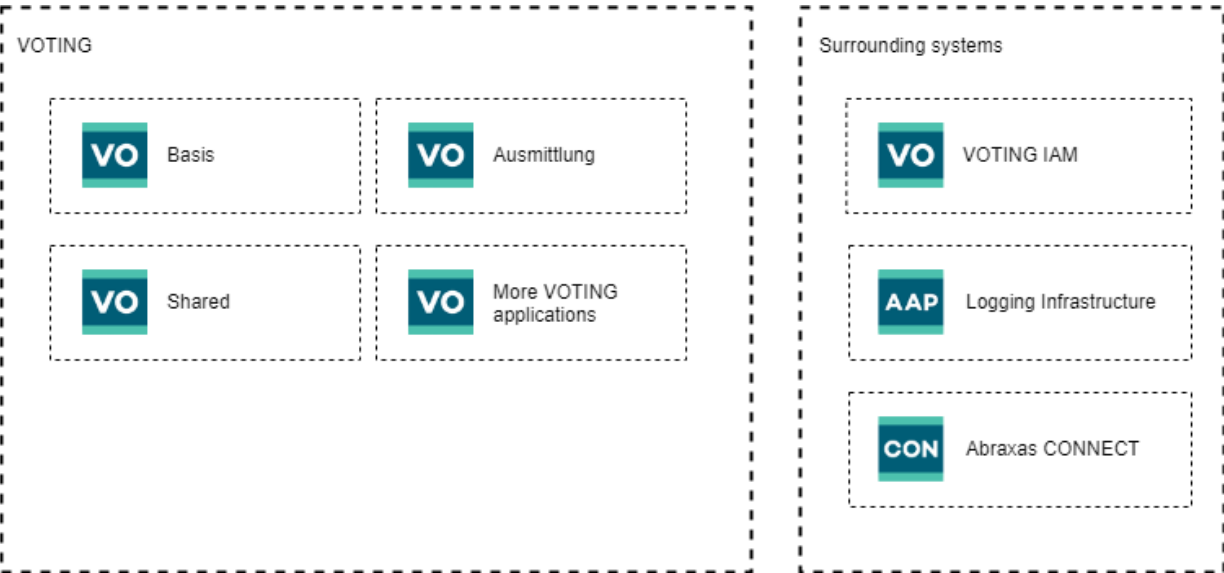 VOTING
VO Basis
VO Ausmittlung
VO Shared
VO More VOTING
applications
Surrounding systems
VO VOTING IAM
AAP Logging Infrastructure
CON Abraxas CONNECT